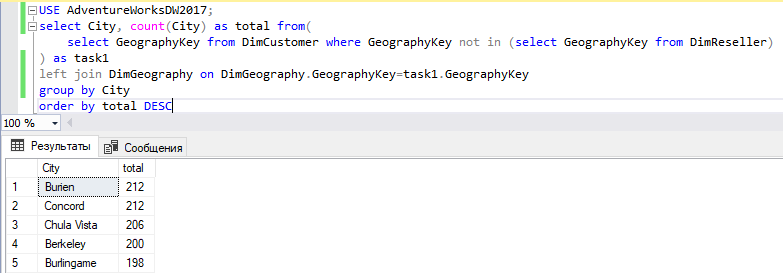 USE AdventureWorksDW2017;
select City, count(City) as total from(
select GeographyKey from DimCustomer where GeographyKey not in (select GeographyKey from DimReseller)
) as task1
left join DimGeography on DimGeography.GeographyKey=task1.GeographyKey
group by City
order by total DESC
100 %
Результаты Сообщения
City total
1 Burien 212
2 Concord 212
3 Chula Vista 206
4 Berkeley 200
5 Burlingame 198